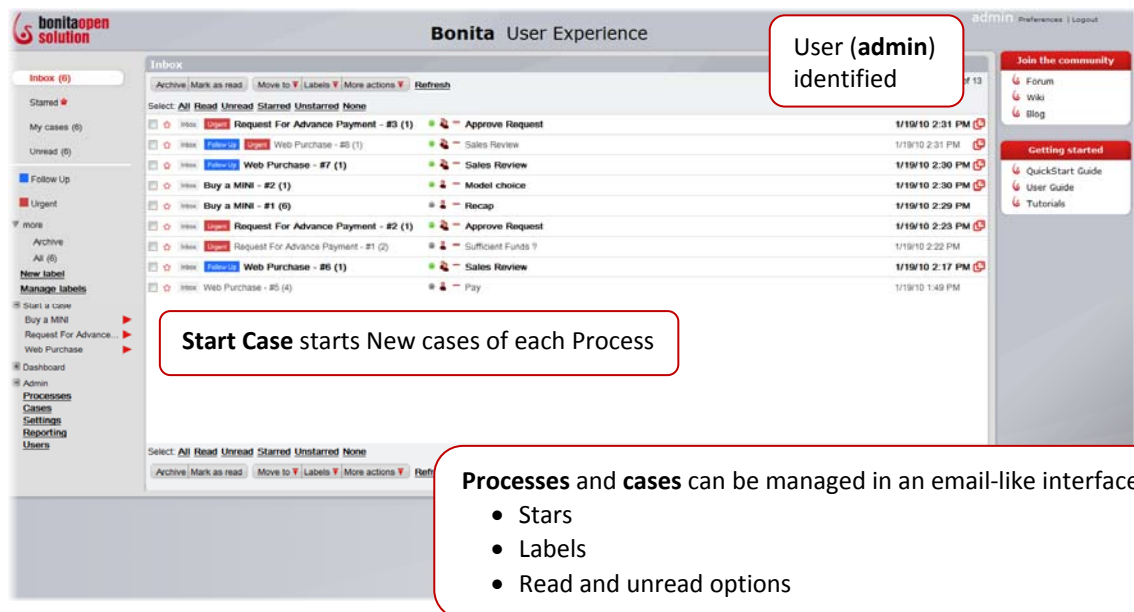 bonitaopen
solution
Bonita User Experience
admin Preferences | Logout
User (admin)
identified
Inbox (6)
Starred
My cases (6)
Unread (6)
Follow Up
Urgent
more
Archive
All (6)
New label
Manage labels
Start a case
Buy a MINI
Request For Advance...
Web Purchase
Dashboard
Admin
Processes
Cases
Settings
Reporting
Users
Inbox
Archive Mark as read Move to Labels More actions Refresh
of 13
Select: All Read Unread Starred Unstarred None
Inbox Urgent Request For Advance Payment - #3 (1) Approve Request 1/19/10 2:31 PM
Inbox Follow Up Urgent Web Purchase - #8 (1) Sales Review 1/19/10 2:31 PM
Inbox Follow Up Web Purchase - #7 (1) Sales Review 1/19/10 2:30 PM
Inbox Buy a MINI - #2 (1) Model choice 1/19/10 2:30 PM
Inbox Buy a MINI - #1 (6) Recap 1/19/10 2:29 PM
Inbox Urgent Request For Advance Payment - #2 (1) Approve Request 1/19/10 2:23 PM
Inbox Urgent Request For Advance Payment - #1 (2) Sufficient Funds ? 1/19/10 2:22 PM
Inbox Follow Up Web Purchase - #6 (1) Sales Review 1/19/10 2:17 PM
Inbox Web Purchase - #5 (4) Pay 1/19/10 1:49 PM
Start Case starts New cases of each Process
Select: All Read Unread Starred Unstarred None
Archive Mark as read Move to Labels More actions Refr
Join the community
Forum
Wiki
Blog
Getting started
QuickStart Guide
User Guide
Tutorials
Processes and cases can be managed in an email-like interface
• Stars
• Labels
• Read and unread options